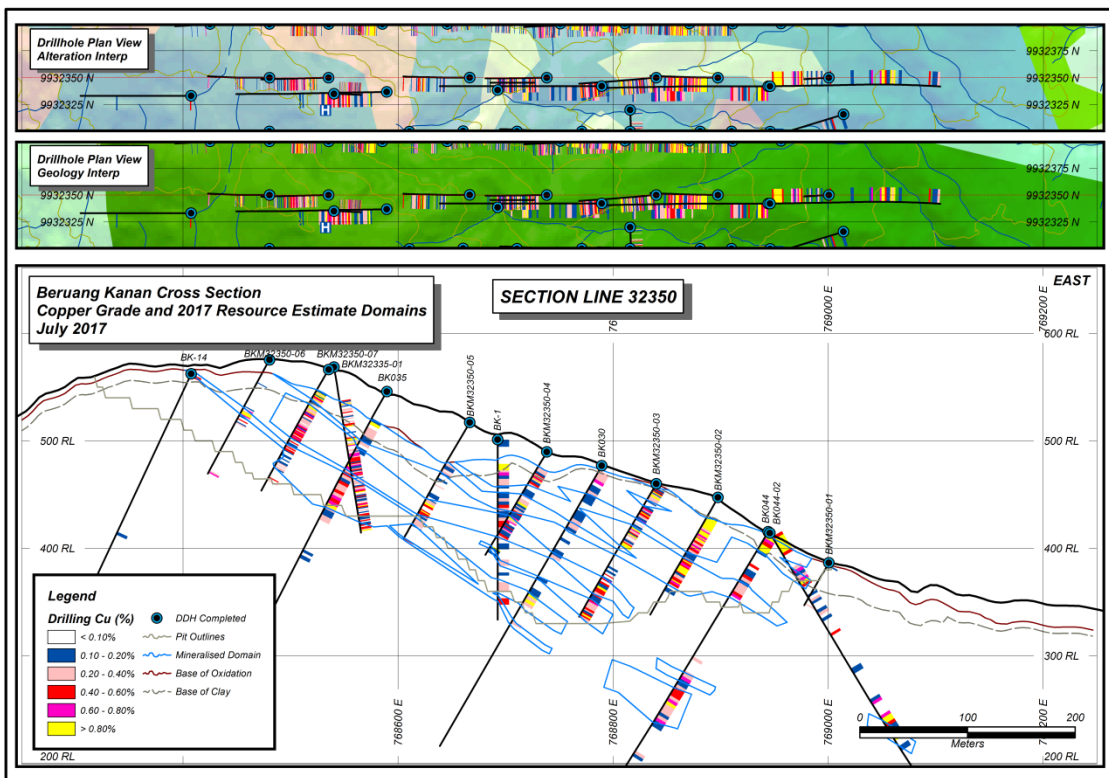 Drillhole Plan View
Alteration Interp
9932375 N
9932350 N
9932350 N
9932325 N
9932325 N
H
Drillhole Plan View
Geology Interp
9932375 N
9932350 N
9932350 N
9932325 N
9932325 N
H
Beruang Kanan Cross Section
Copper Grade and 2017 Resource Estimate Domains
July 2017
SECTION LINE 32350
EAST
769000 E
769200 E
600 RL
BK-14
BKM32350-06
BKM32350-07
BKM32335-01
BK035
BKM32350-05
BK-1
BKM32350-04
BK030
BKM32350-03
BKM32350-02
BK044
BK044-02
BKM32350-01
500 RL
500 RL
400 RL
400 RL
300 RL
Legend
Drilling Cu (%)
< 0.10%
0.10 - 0.20%
0.20 - 0.40%
0.40 - 0.60%
0.60 - 0.80%
> 0.80%
DDH Completed
Pit Outlines
Mineralised Domain
Base of Oxidation
Base of Clay
768600 E
768800 E
769000 E
769200 E
0 100 200
Meters
200 RL
200 RL